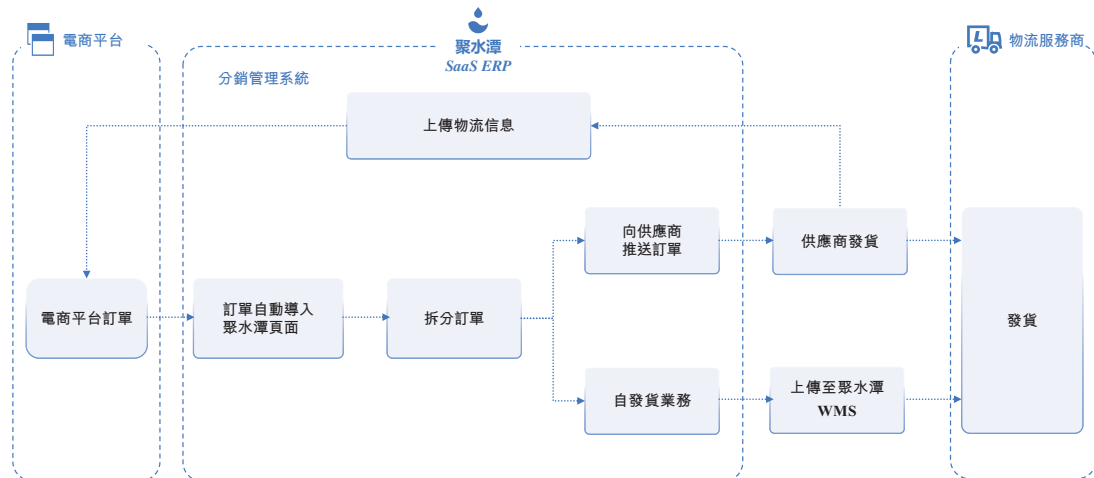 電商平台
聚水潭
SaaS ERP
物流服務商
分銷管理系統
上傳物流信息
向供應商
推送訂單
供應商發貨
電商平台訂單
訂單自動導入
聚水潭頁面
拆分訂單
發貨
自發貨業務
上傳至聚水潭
WMS